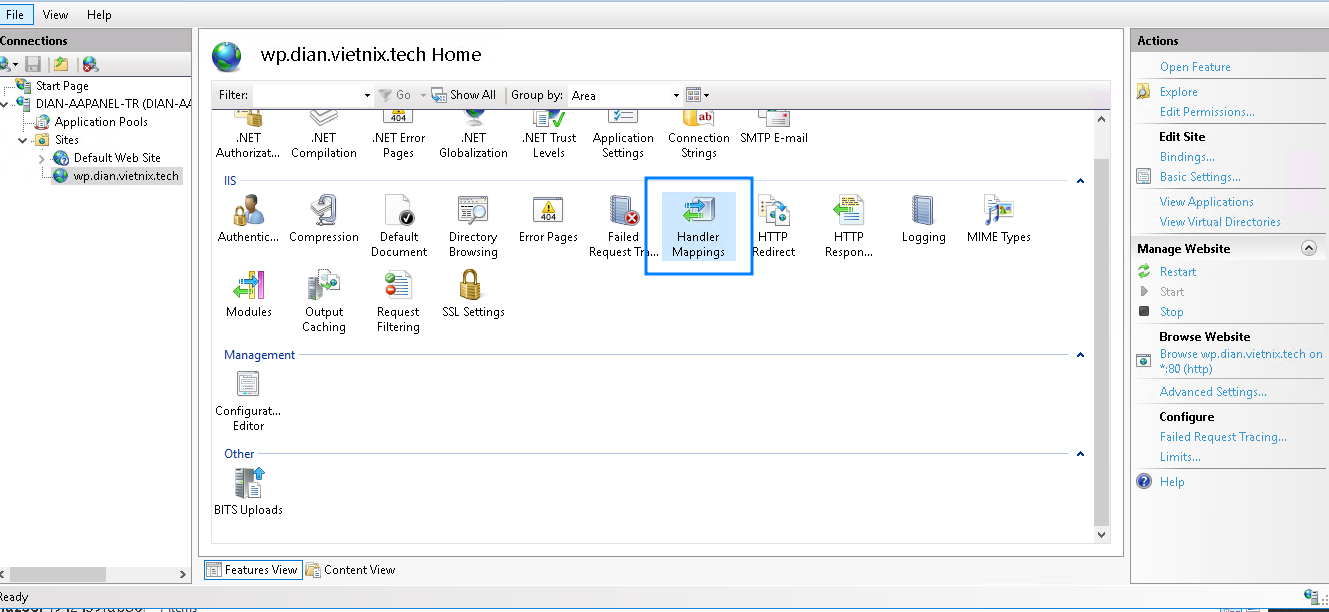 File View Help
Connections
Start Page
DIAN-AAPANEL-TR (DIAN-AA
Application Pools
Sites
Default Web Site
wp.dian.vietnix.tech
wp.dian.vietnix.tech Home
Filter: Go Show All Group by: Area
.NET Authorizat...
.NET Compilation
.NET Error Pages
.NET Globalization
.NET Trust Levels
Application Settings
Connection Strings
SMTP E-mail
IIS
Authentic...
Compression
Default Document
Directory Browsing
Error Pages
Failed Request Tra...
Handler Mappings
HTTP Redirect
HTTP Respon...
Logging
MIME Types
Modules
Output Caching
Request Filtering
SSL Settings
Management
Configurat... Editor
Other
BITS Uploads
Features View Content View
Actions
Open Feature
Explore
Edit Permissions...
Edit Site
Bindings...
Basic Settings...
View Applications
View Virtual Directories
Manage Website
Restart
Start
Stop
Browse Website
Browse wp.dian.vietnix.tech on
*:80 (http)
Advanced Settings...
Configure
Failed Request Tracing...
Limits...
Help
Ready